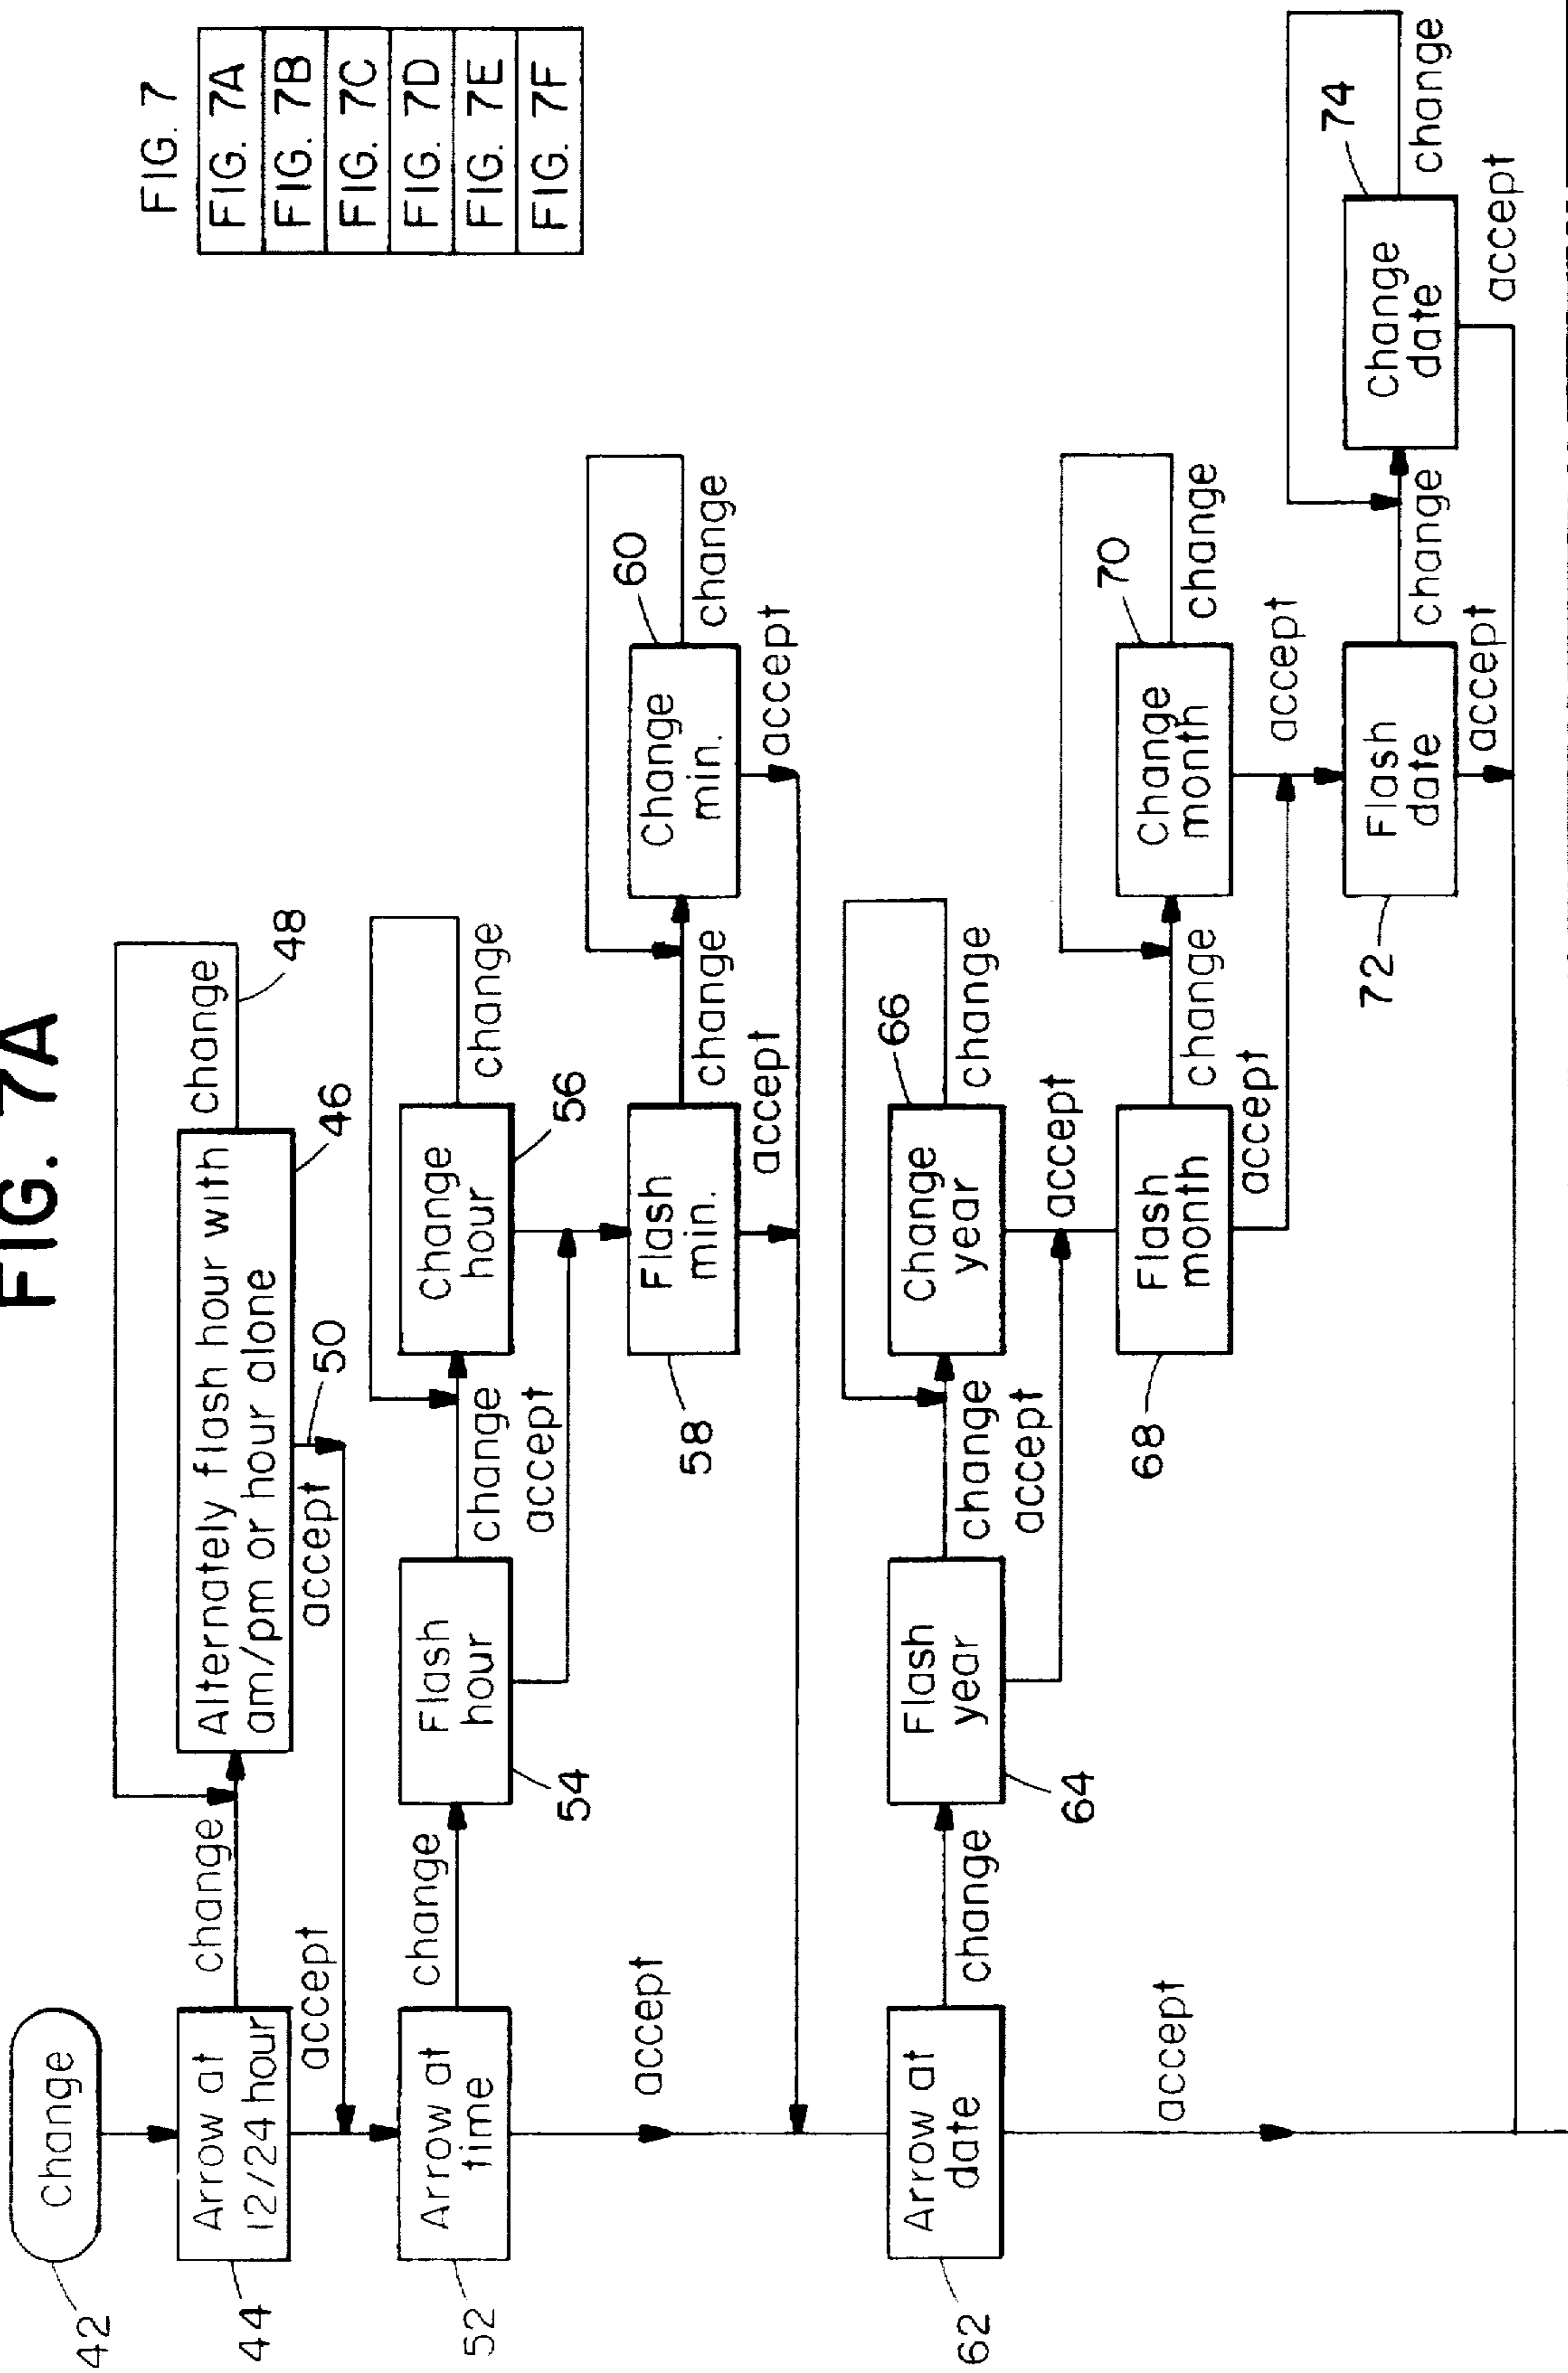 FIG. 7A
FIG. 7
FIG. 7A
FIG. 7B
FIG. 7C
FIG. 7D
FIG. 7E
FIG. 7F
42
Change
44
Arrow at
12/24 hour
change
accept
Alternately flash hour with
am/pm or hour alone
46
change
48
accept
50
52
Arrow at
time
change
accept
54
Flash
hour
change
accept
Change
hour
56
change
58
Flash
min.
change
accept
60
Change
min.
change
accept
62
Arrow at
date
change
accept
64
Flash
year
change
accept
66
Change
year
change
accept
68
Flash
month
change
accept
70
Change
month
change
accept
72
Flash
date
change
accept
74
Change
date
change
accept